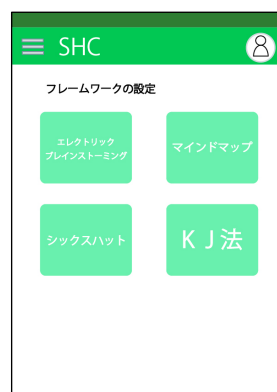 SHC
フレームワークの設定
エレクトリック
ブレインストーミング
マインドマップ
シックスハット
ＫＪ法